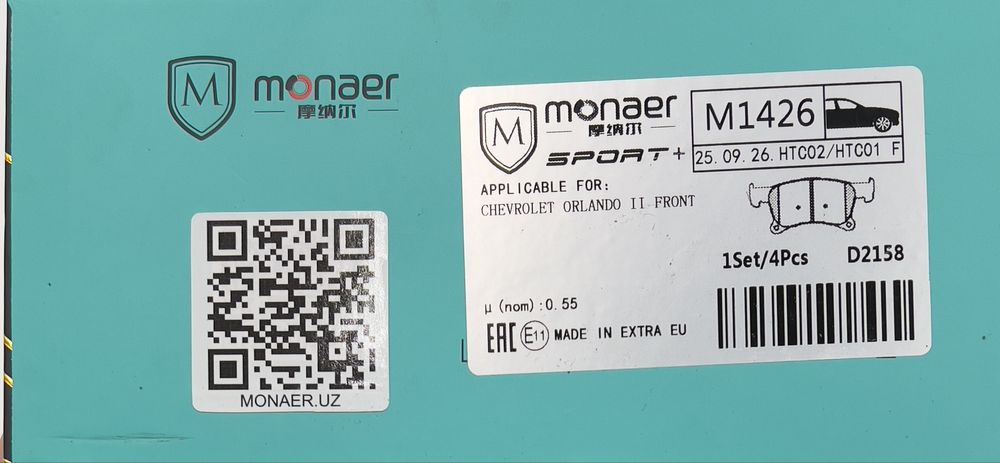 M monaer
摩纳尔
MONAER.UZ
M monaer
摩纳尔
SPORT+
M1426
25.09.26.HTC02/HTC01 F
APPLICABLE FOR:
CHEVROLET ORLANDO II FRONT
1Set/4Pcs D2158
μ(nom):0.55
EAC E11 MADE IN EXTRA EU